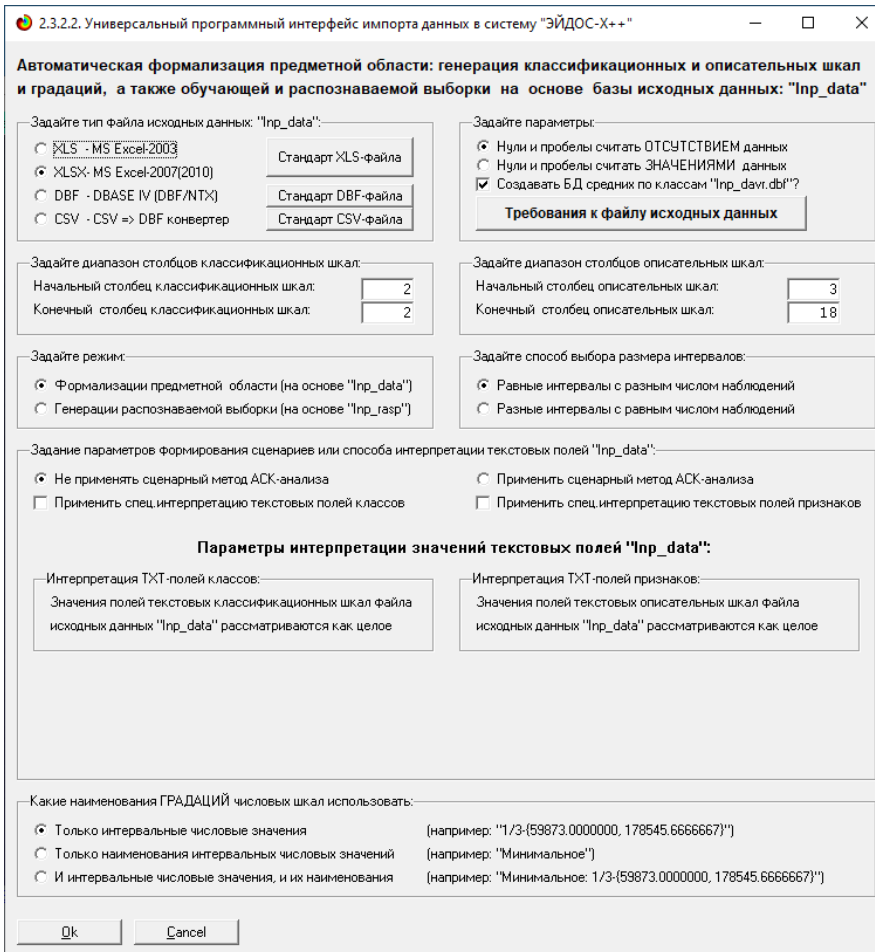 2.3.2.2. Универсальный программный интерфейс импорта данных в систему "ЭЙДОС-X++"
Автоматическая формализация предметной области: генерация классификационных и описательных шкал
и градаций, а также обучающей и распознаваемой выборки на основе базы исходных данных: "Inp_data"
Задайте тип файла исходных данных: "Inp_data":
XLS - MS Excel-2003
XLSX- MS Excel-2007(2010)
DBF - DBASE IV (DBF/NTX)
CSV - CSV => DBF конвертер
Стандарт XLS-файла
Стандарт DBF-файла
Стандарт CSV-файла
Задайте параметры:
Нули и пробелы считать ОТСУТСТВИЕМ данных
Нули и пробелы считать ЗНАЧЕНИЯМИ данных
Создавать БД средних по классам "Inp_davr.dbf"?
Требования к файлу исходных данных
Задайте диапазон столбцов классификационных шкал:
Начальный столбец классификационных шкал: 2
Конечный столбец классификационных шкал: 2
Задайте диапазон столбцов описательных шкал:
Начальный столбец описательных шкал: 3
Конечный столбец описательных шкал: 18
Задайте режим:
Формализации предметной области (на основе "Inp_data")
Генерации распознаваемой выборки (на основе "Inp_rasp")
Задайте способ выбора размера интервалов:
Равные интервалы с разным числом наблюдений
Разные интервалы с равным числом наблюдений
Задание параметров формирования сценариев или способа интерпретации текстовых полей "Inp_data":
Не применять сценарный метод АСК-анализа
Применить спец.интерпретацию текстовых полей классов
Применить сценарный метод АСК-анализа
Применить спец.интерпретацию текстовых полей признаков
Параметры интерпретации значений текстовых полей "Inp_data":
Интерпретация TXT-полей классов:
Значения полей текстовых классификационных шкал файла
исходных данных "Inp_data" рассматриваются как целое
Интерпретация TXT-полей признаков:
Значения полей текстовых описательных шкал файла
исходных данных "Inp_data" рассматриваются как целое
Какие наименования ГРАДАЦИЙ числовых шкал использовать:
Только интервальные числовые значения (например: "1/3-{59873.0000000, 178545.6666667}")
Только наименования интервальных числовых значений (например: "Минимальное")
И интервальные числовые значения, и их наименования (например: "Минимальное: 1/3-{59873.0000000, 178545.6666667}")
Ok
Cancel